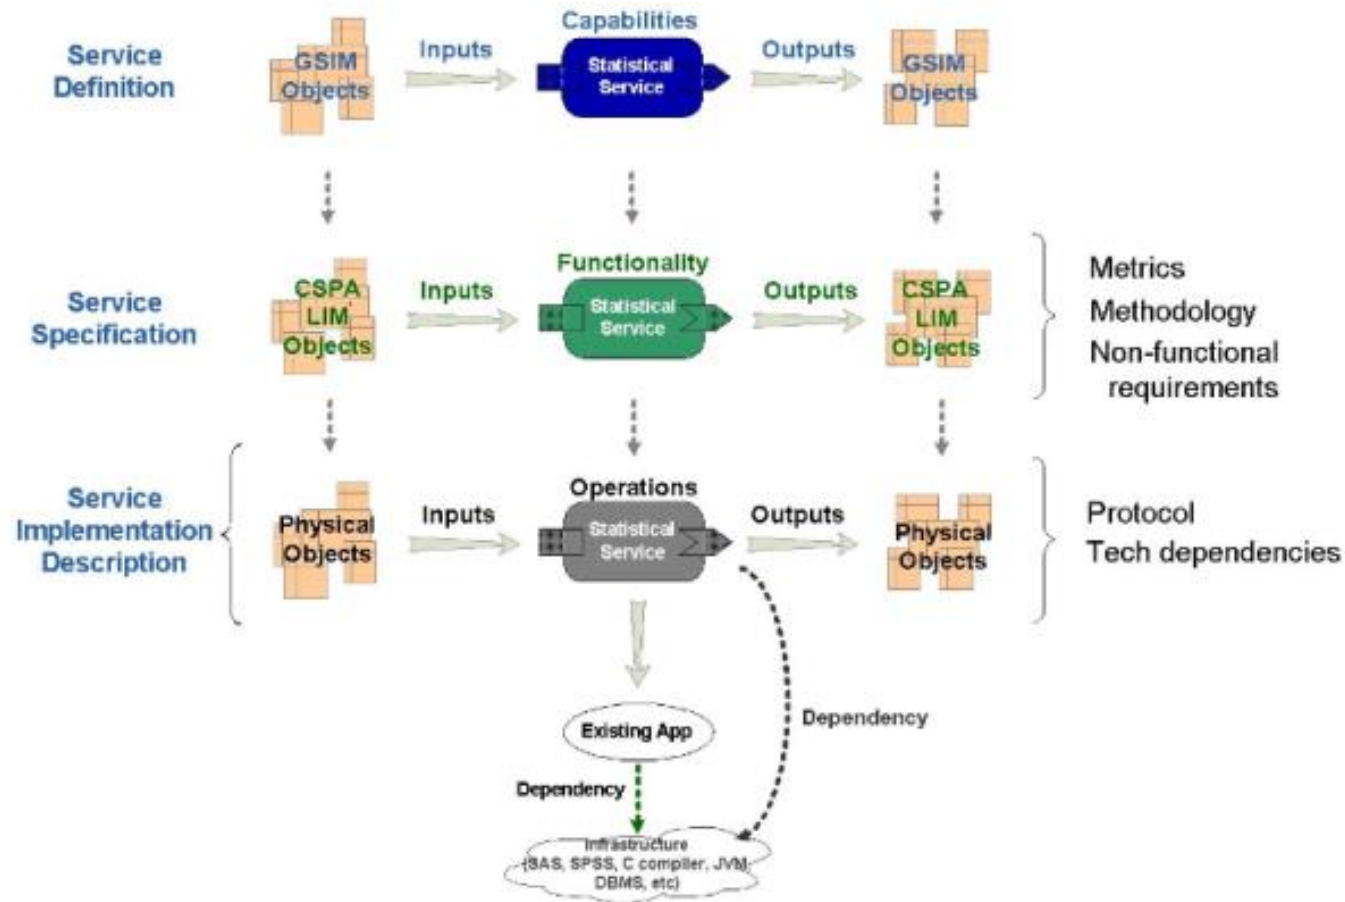 Capabilities
Service
Definition
GSIM
Objects
Inputs
Statistical
Service
Outputs
GSIM
Objects
Service
Specification
CSPA
LIM
Objects
Inputs
Functionality
Statistical
Service
Outputs
CSPA
LIM
Objects
Metrics
Methodology
Non-functional
requirements
Service
Implementation
Description
Physical
Objects
Inputs
Operations
Statistical
Service
Outputs
Physical
Objects
Protocol
Tech dependencies
Existing App
Dependency
Dependency
Infrastructure
(SAS, SPSS, C compiler, JVM,
DBMS, etc)